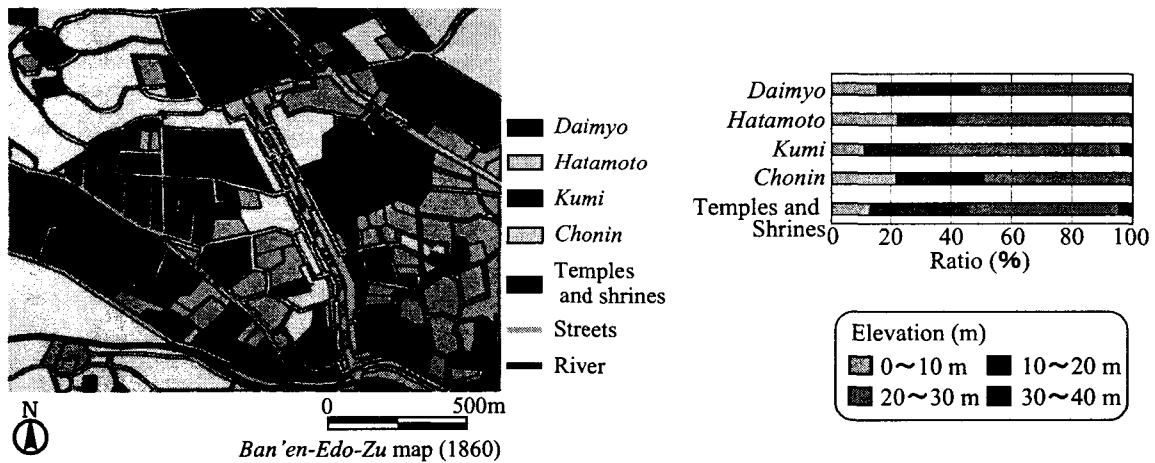 Daimyo
Hatamoto
Kumi
Chonin
Temples
and shrines
Streets
River
N
0 500m
Ban'en-Edo-Zu map (1860)
Daimyo
Hatamoto
Kumi
Chonin
Temples and
Shrines
0 20 40 60 80 100
Ratio (%)
Elevation (m)
0～10 m 10～20 m
20～30 m 30～40 m